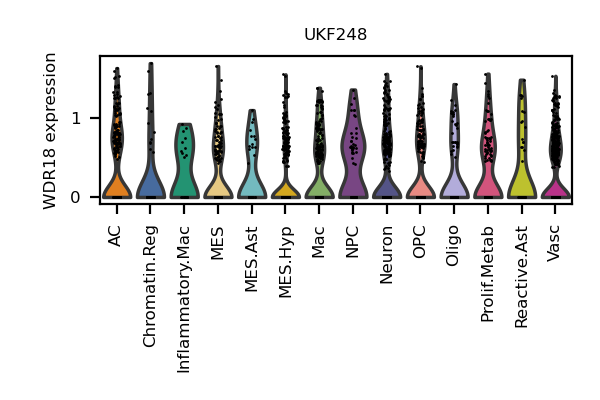 UKF248
WDR18 expression
1
0
AC
Chromatin.Reg
Inflammatory.Mac
MES
MES.Ast
MES.Hyp
Mac
NPC
Neuron
OPC
Oligo
Prolif.Metab
Reactive.Ast
Vasc